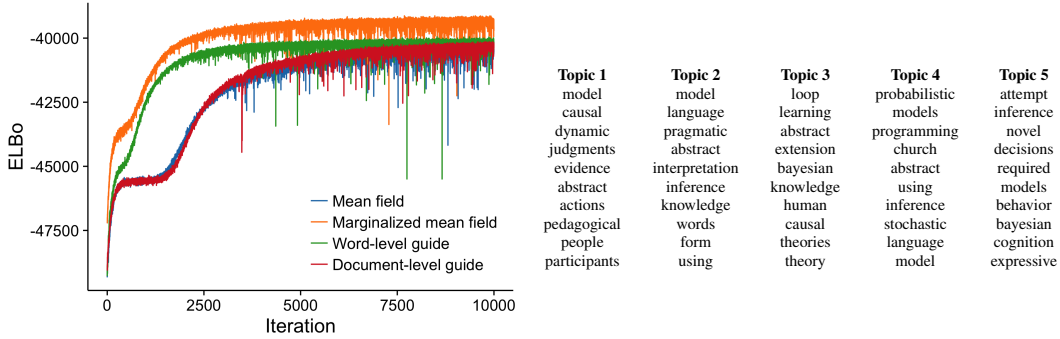 -40000
-42500
-45000
-47500
ELBo
0
2500
5000
7500
10000
Iteration
Mean field
Marginalized mean field
Word-level guide
Document-level guide
Topic 1 Topic 2 Topic 3 Topic 4 Topic 5
model model loop probabilistic attempt
causal language learning models inference
dynamic pragmatic abstract programming novel
judgments abstract extension church decisions
evidence interpretation bayesian abstract required
abstract inference knowledge using models
actions knowledge human inference behavior
pedagogical words causal stochastic bayesian
people form theories language cognition
participants using theory model expressive